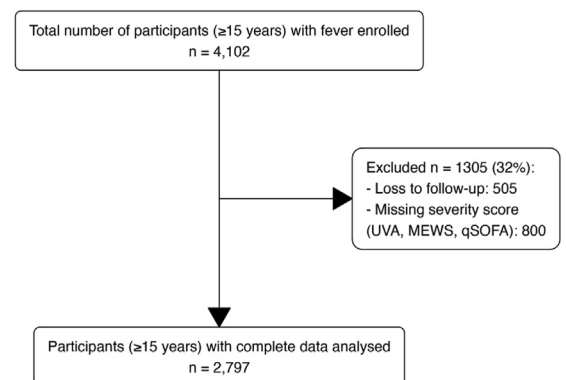 Total number of participants (≥15 years) with fever enrolled
n = 4,102
Excluded n = 1305 (32%):
- Loss to follow-up: 505
- Missing severity score
(UVA, MEWS, qSOFA): 800
Participants (≥15 years) with complete data analysed
n = 2,797